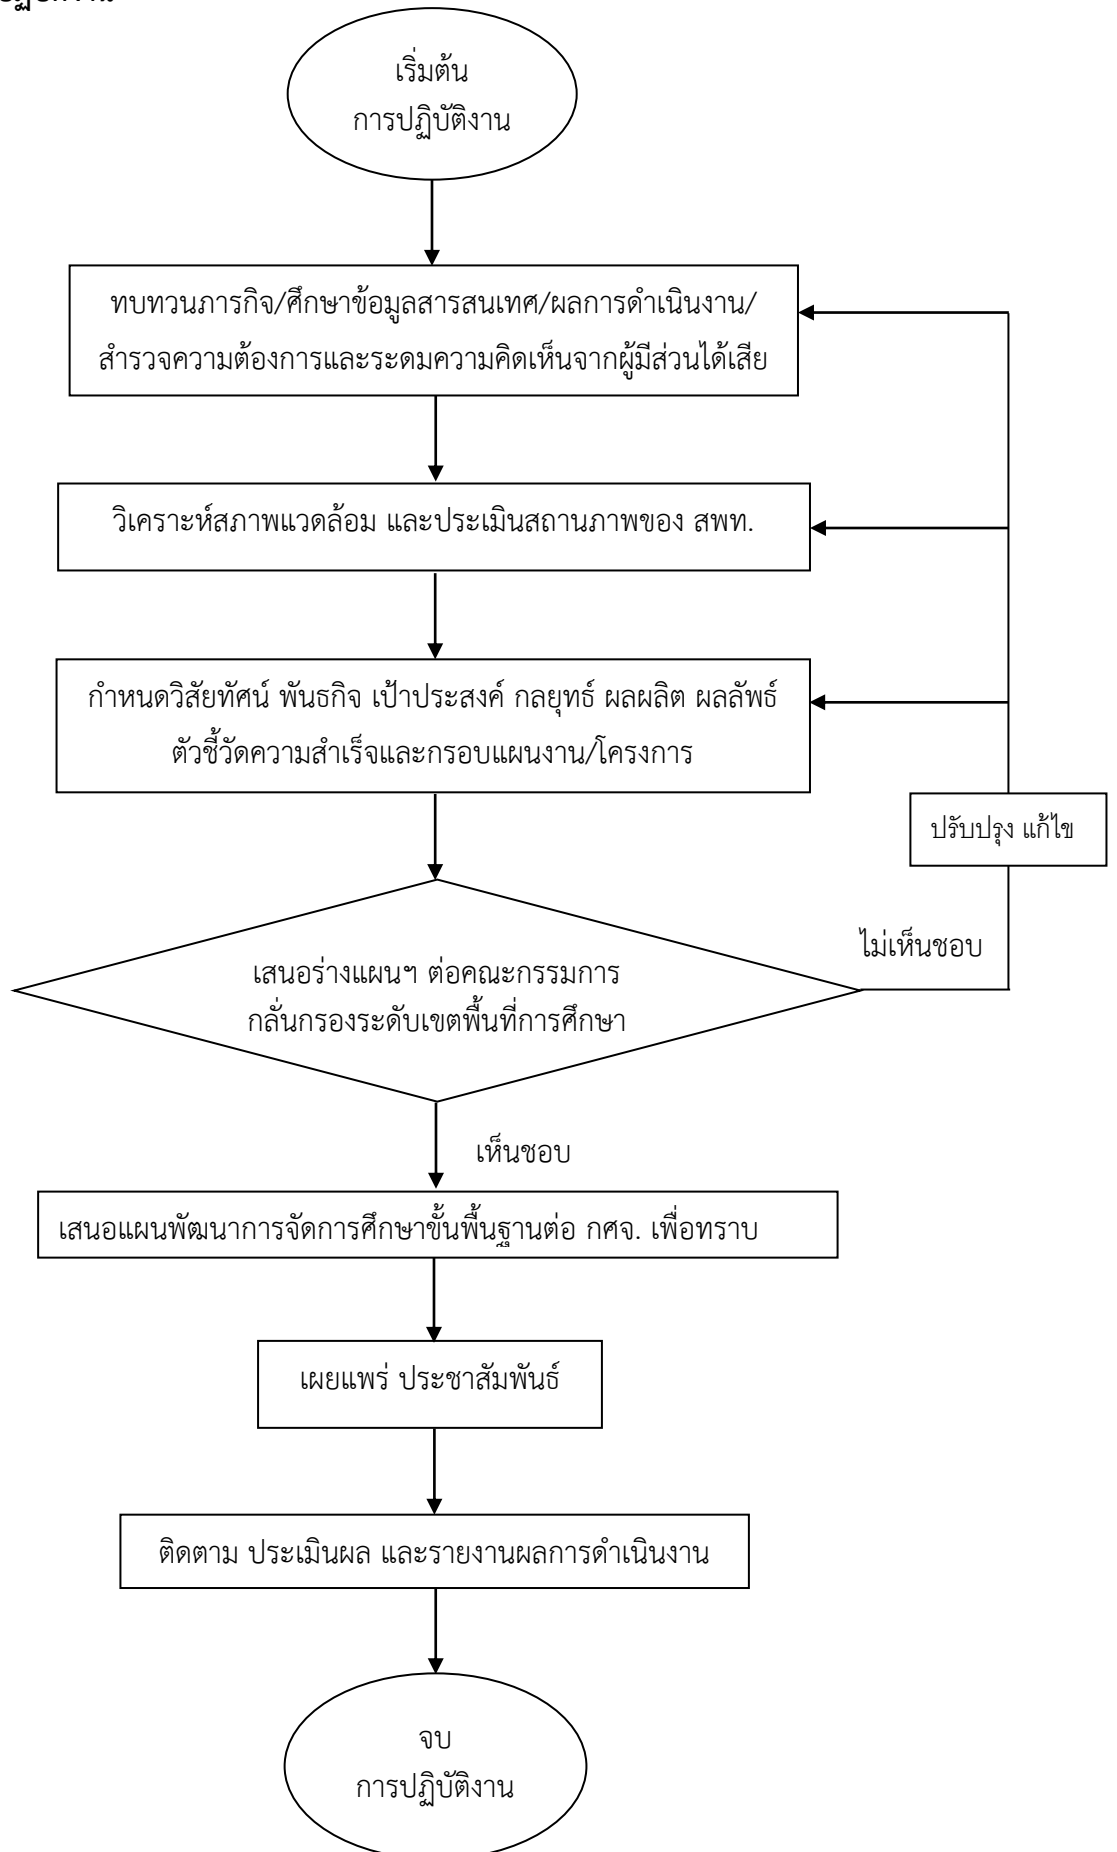 เริ่มต้น
การปฏิบัติงาน
ทบทวนภารกิจ/ศึกษาข้อมูลสารสนเทศ/ผลการดำเนินงาน/
สำรวจความต้องการและระดมความคิดเห็นจากผู้มีส่วนได้เสีย
วิเคราะห์สภาพแวดล้อม และประเมินสถานภาพของ สพท.
กำหนดวิสัยทัศน์ พันธกิจ เป้าประสงค์ กลยุทธ์ ผลผลิต ผลลัพธ์
ตัวชี้วัดความสำเร็จและกรอบแผนงาน/โครงการ
ปรับปรุง แก้ไข
ไม่เห็นชอบ
เสนอร่างแผนฯ ต่อคณะกรรมการ
กลั่นกรองระดับเขตพื้นที่การศึกษา
เห็นชอบ
เสนอแผนพัฒนาการจัดการศึกษาขั้นพื้นฐานต่อ กศจ. เพื่อทราบ
เผยแพร่ ประชาสัมพันธ์
ติดตาม ประเมินผล และรายงานผลการดำเนินงาน
จบ
การปฏิบัติงาน